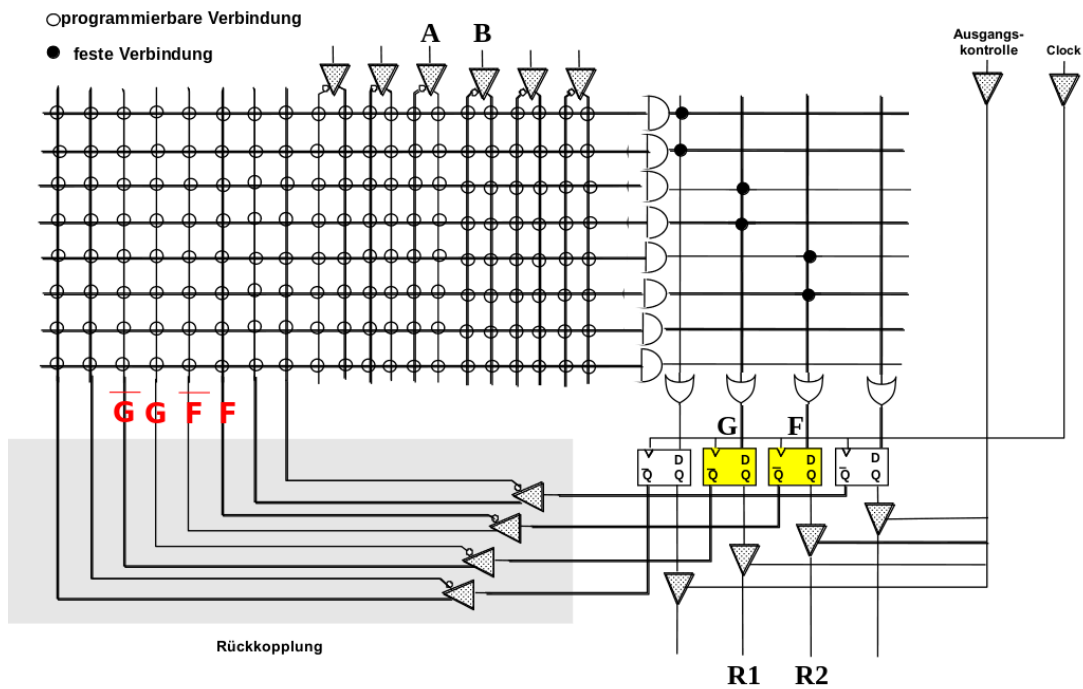 programmierbare Verbindung
feste Verbindung
A B
Ausgangs-
kontrolle
Clock
G̅ G F̅ F
G F
D D D D
Q̅ Q Q̅ Q Q̅ Q Q̅ Q
Rückkopplung
R1 R2